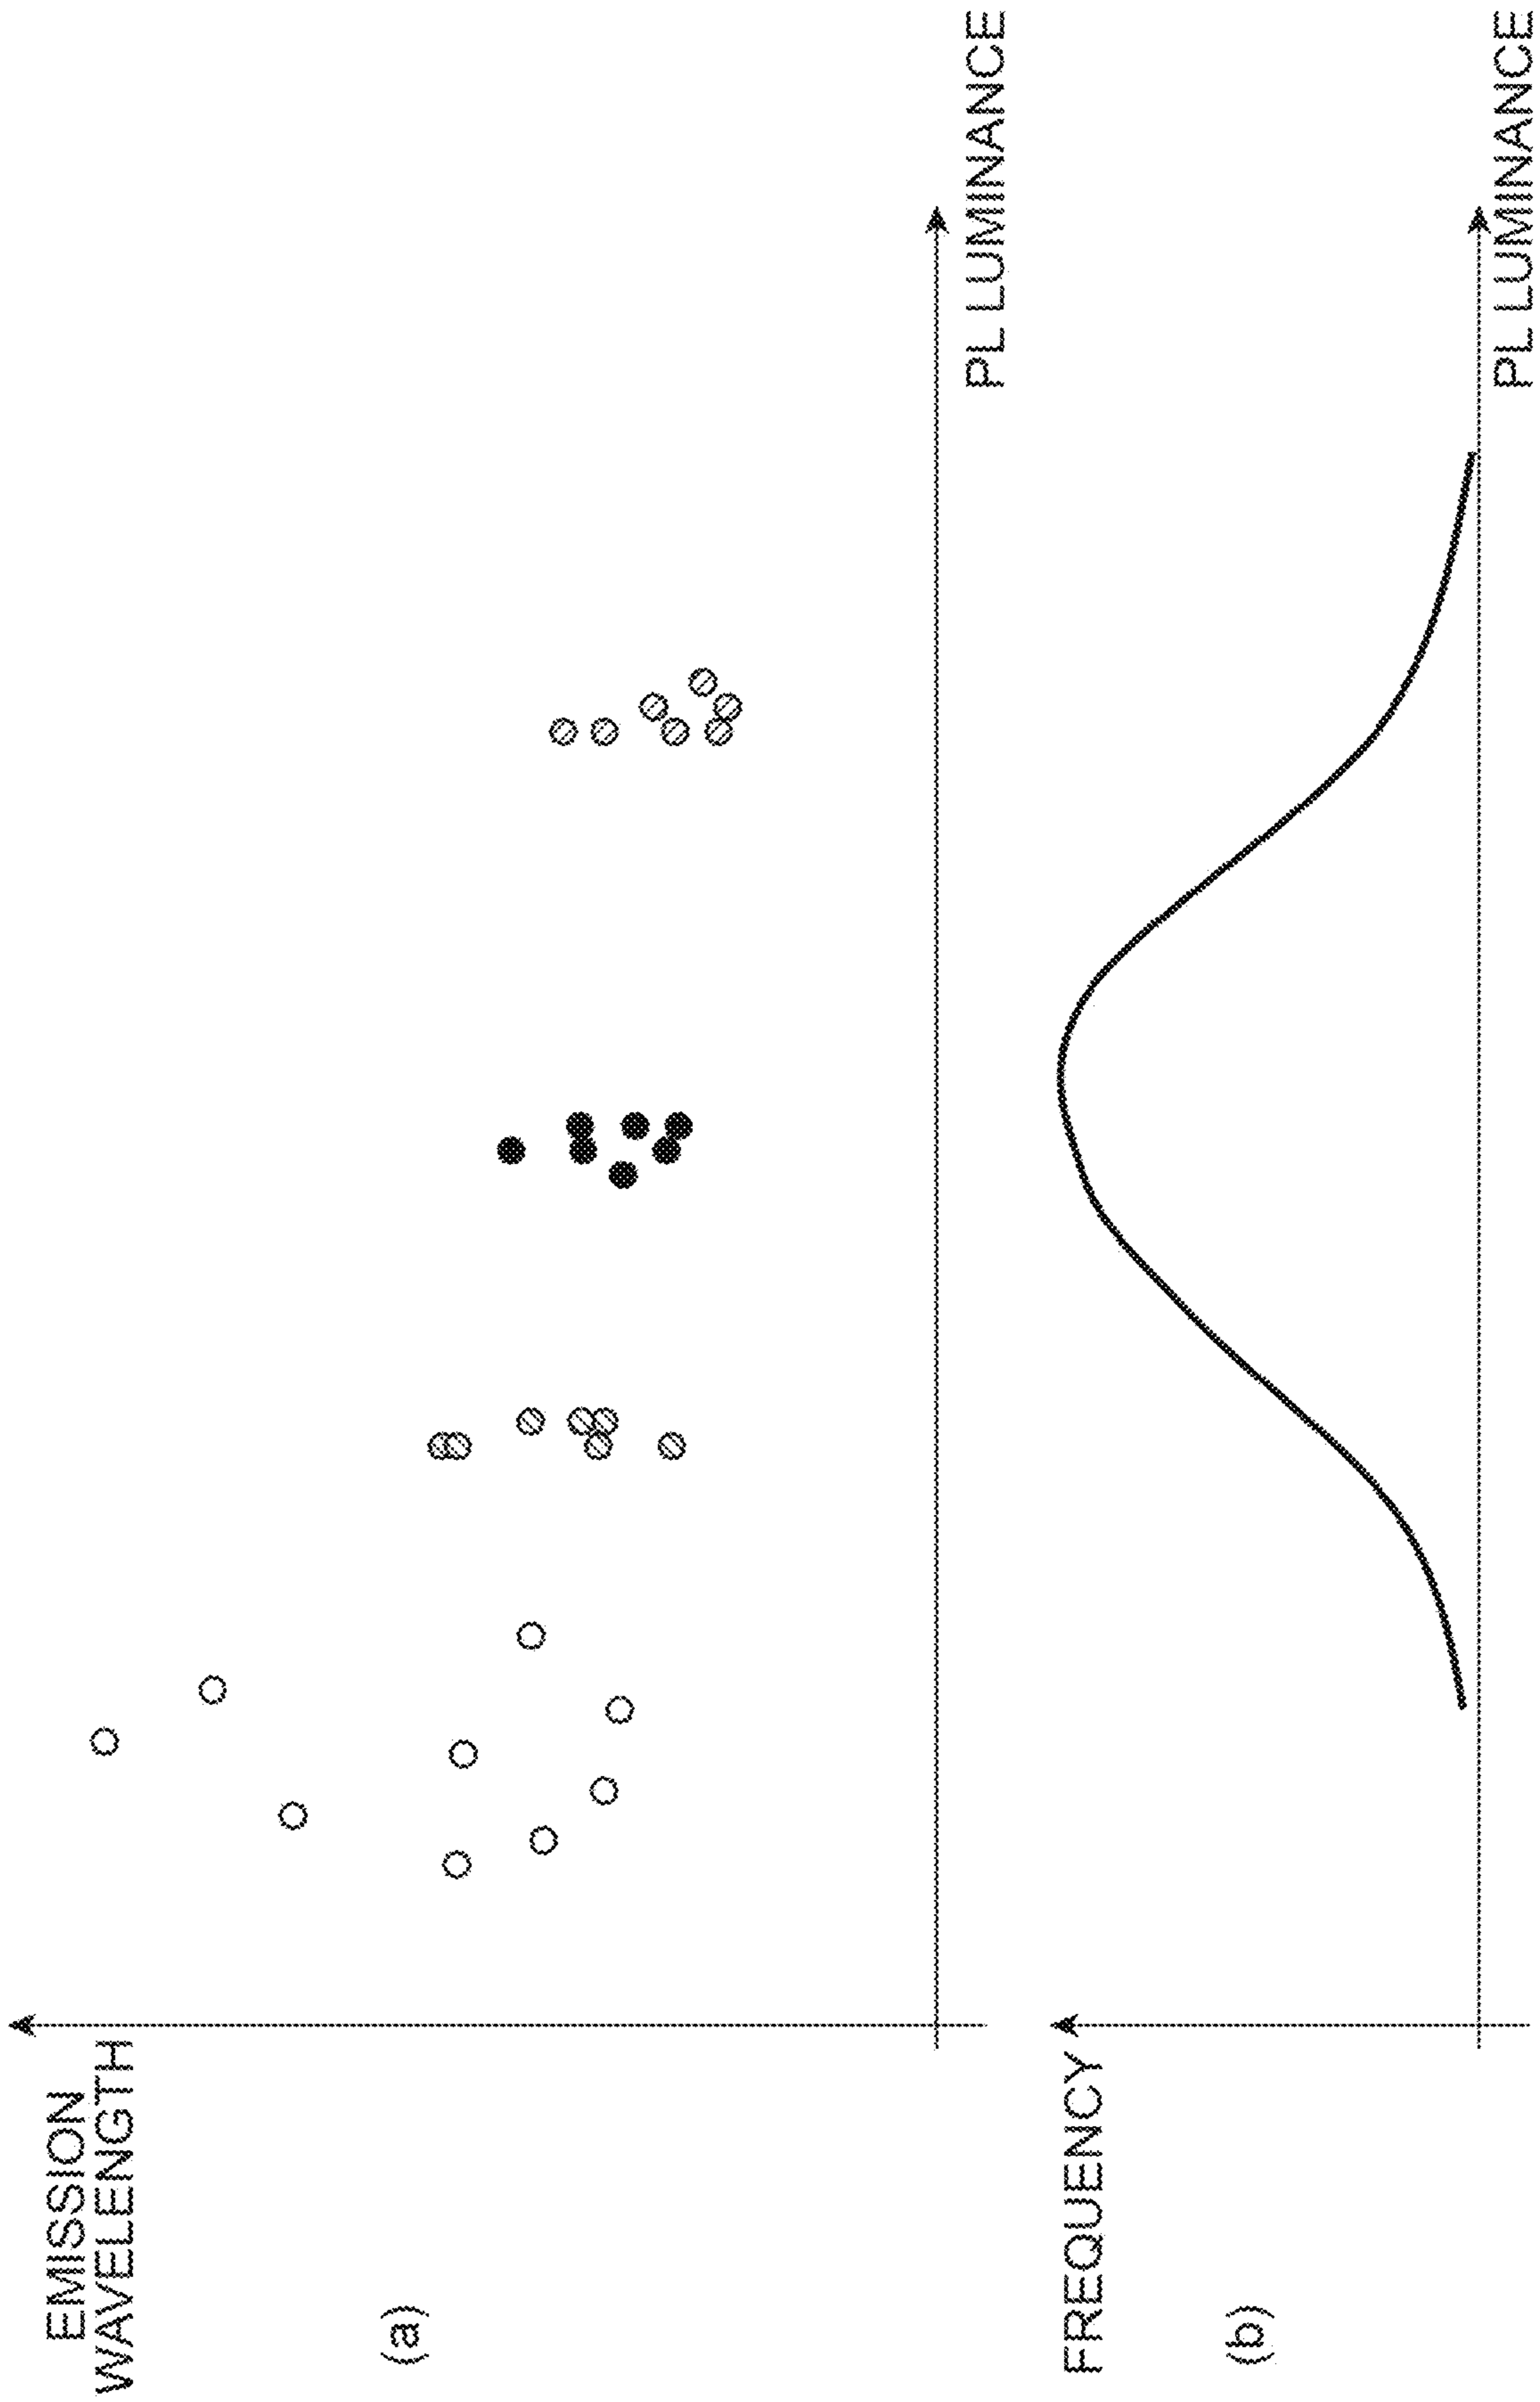 EMISSION
WAVELENGTH
(a)
PL LUMINANCE
FREQUENCY
(b)
PL LUMINANCE